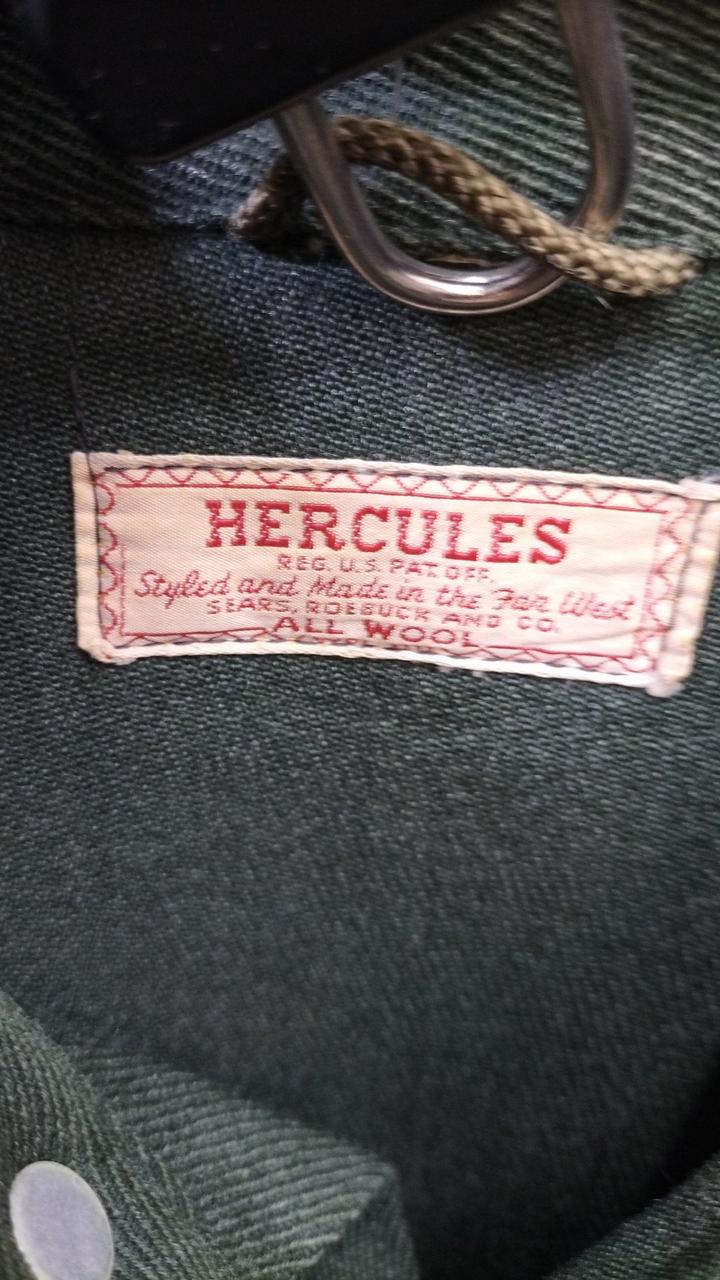 HERCULES
REG. U.S. PAT. OFF.
Styled and Made in the Far West
SEARS, ROEBUCK AND CO.
ALL WOOL